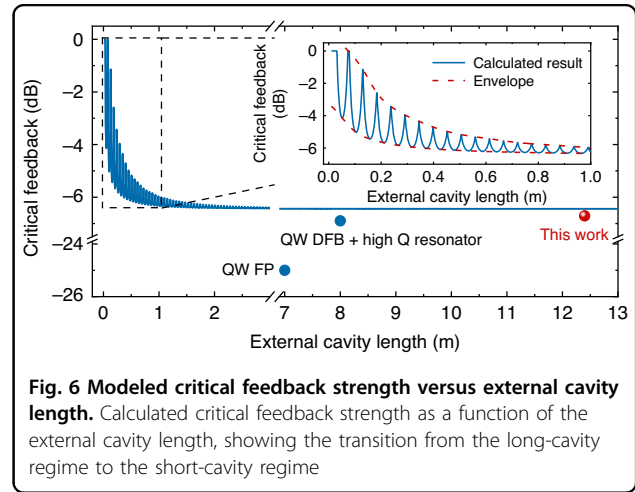 0
−2
−4
−6
−24
−26
Critical feedback (dB)
0
1
2
7
8
9
10
11
12
13
External cavity length (m)
QW FP
QW DFB + high Q resonator
This work
0
−2
−4
−6
Critical feedback
(dB)
Calculated result
Envelope
0.0
0.2
0.4
0.6
0.8
1.0
External cavity length (m)
Fig. 6 Modeled critical feedback strength versus external cavity
length. Calculated critical feedback strength as a function of the
external cavity length, showing the transition from the long-cavity
regime to the short-cavity regime